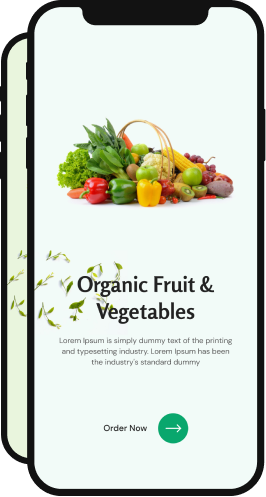 Organic Fruit &
Vegetables
Lorem Ipsum is simply dummy text of the printing
and typesetting industry. Lorem Ipsum has been
the industry's standard dummy
Order Now